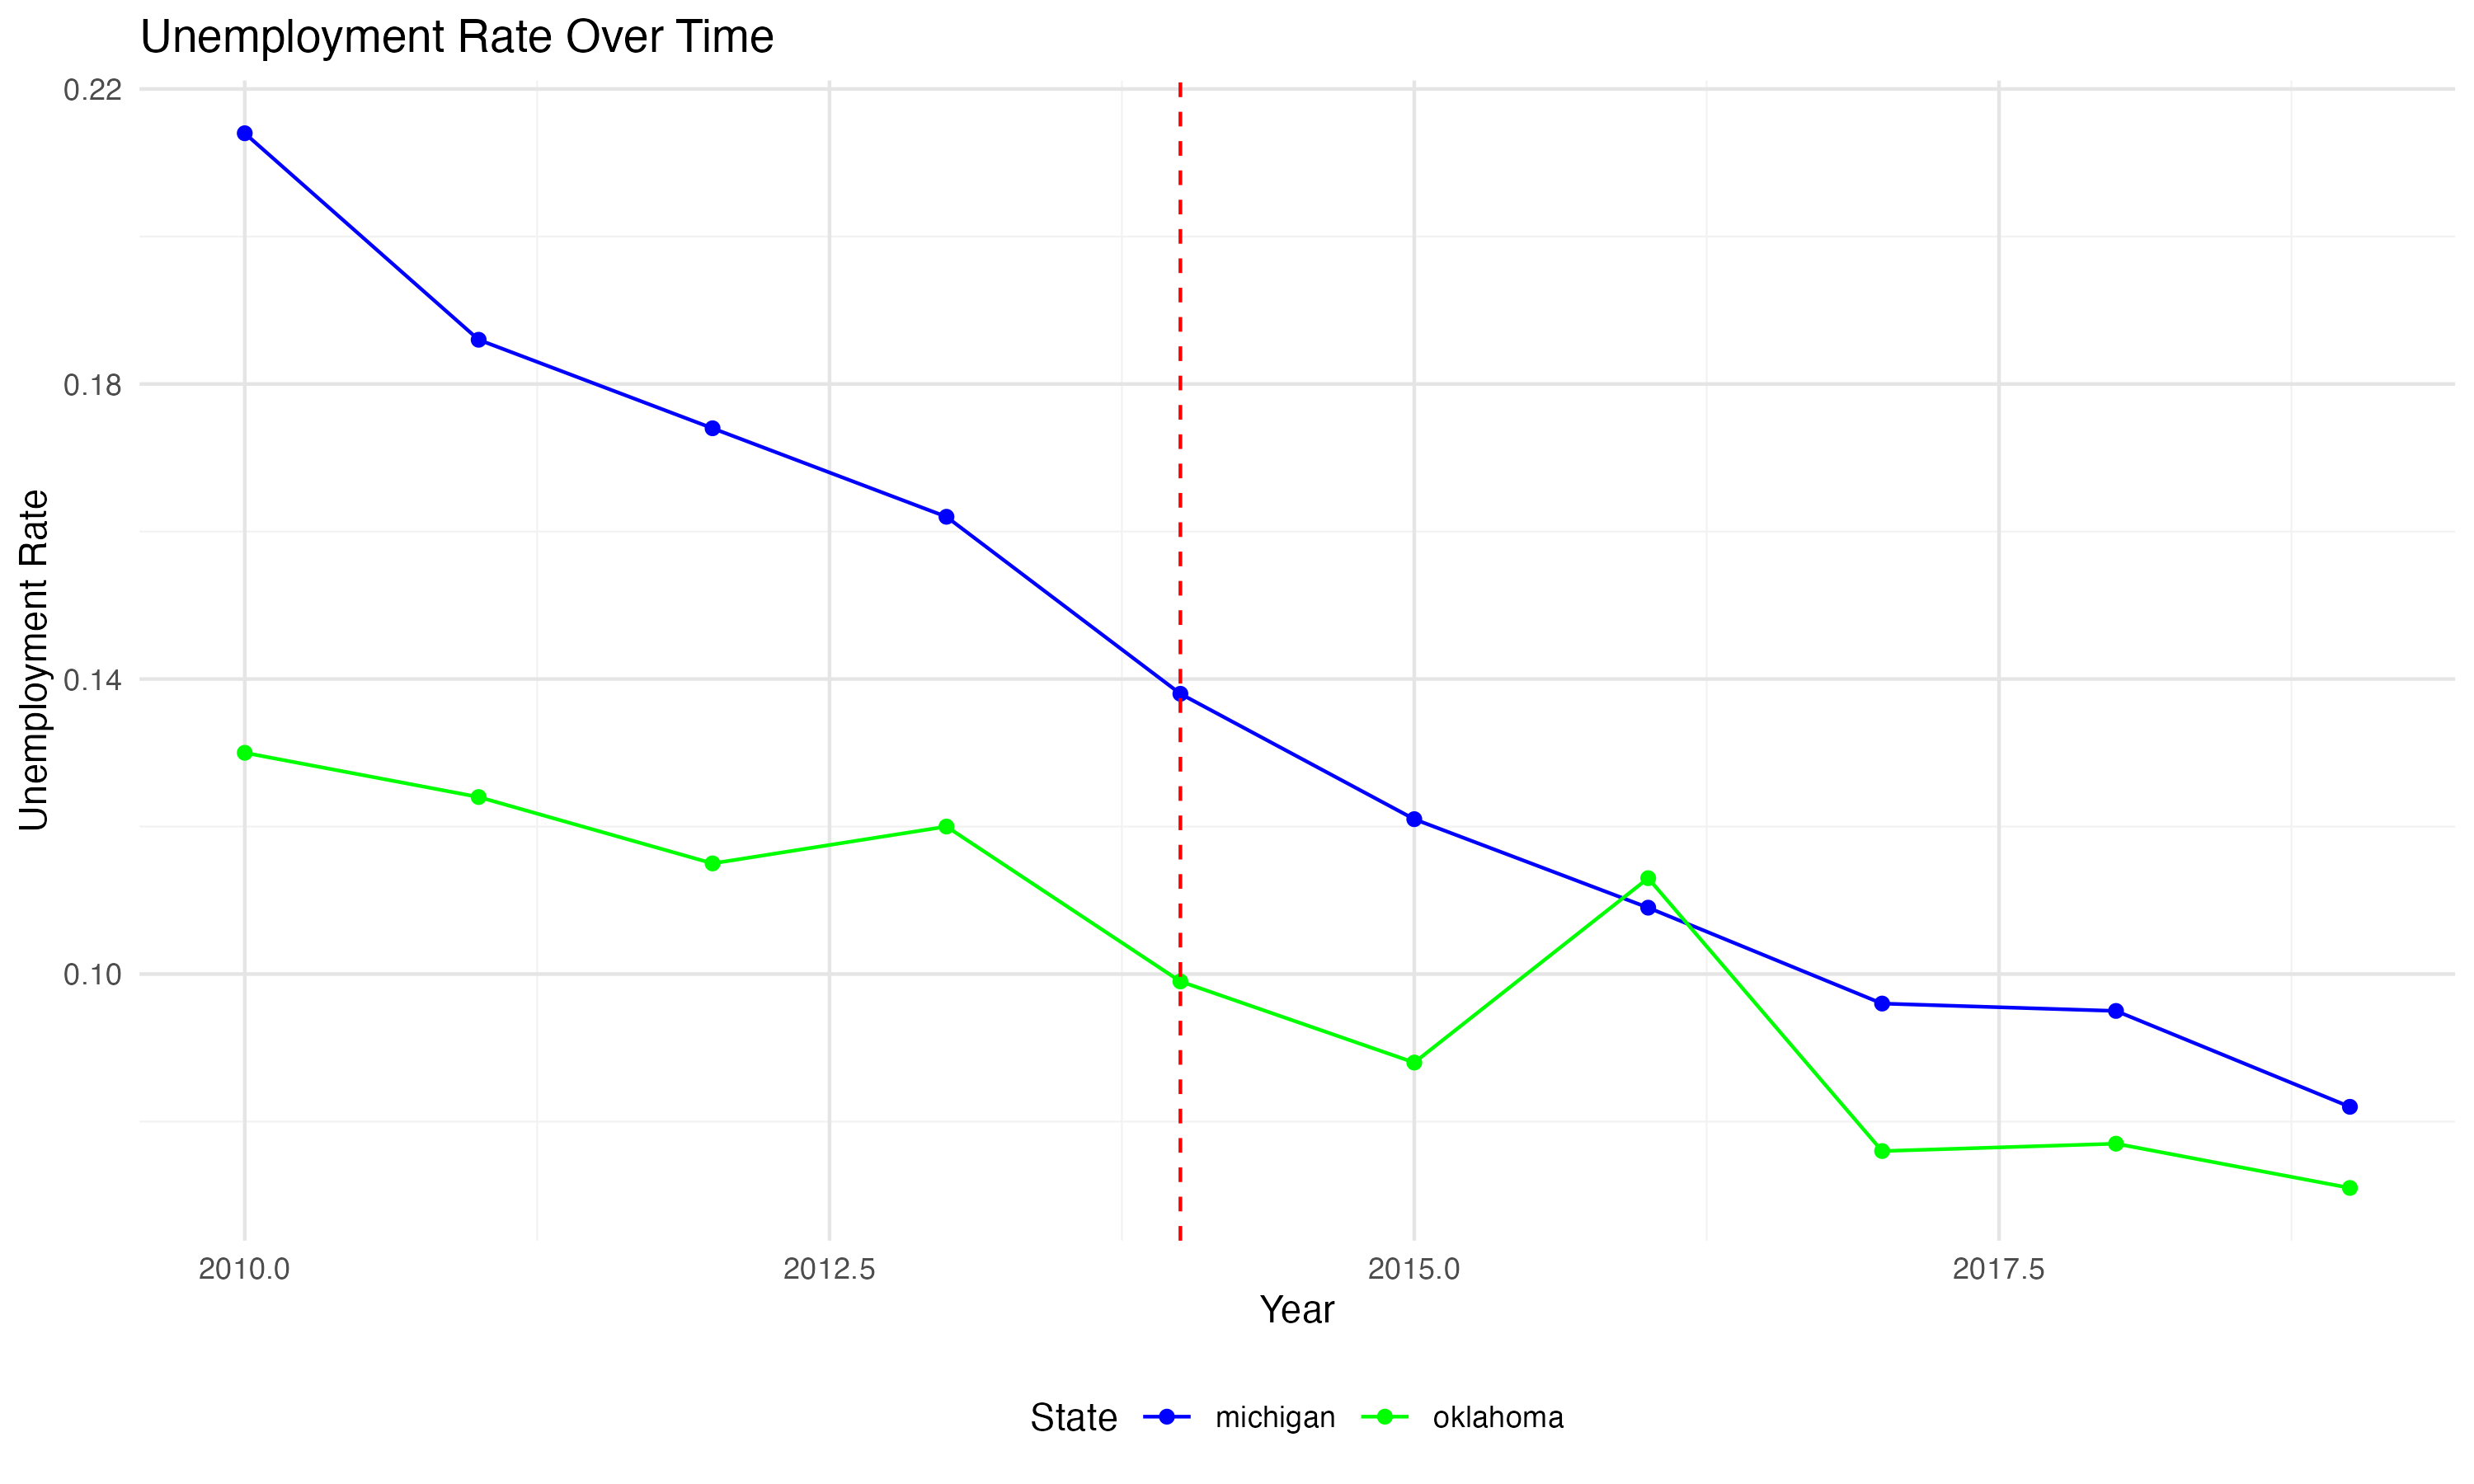 Unemployment Rate Over Time
Unemployment Rate
0.22
0.18
0.14
0.10
2010.0 2012.5 2015.0 2017.5
Year
State michigan oklahoma